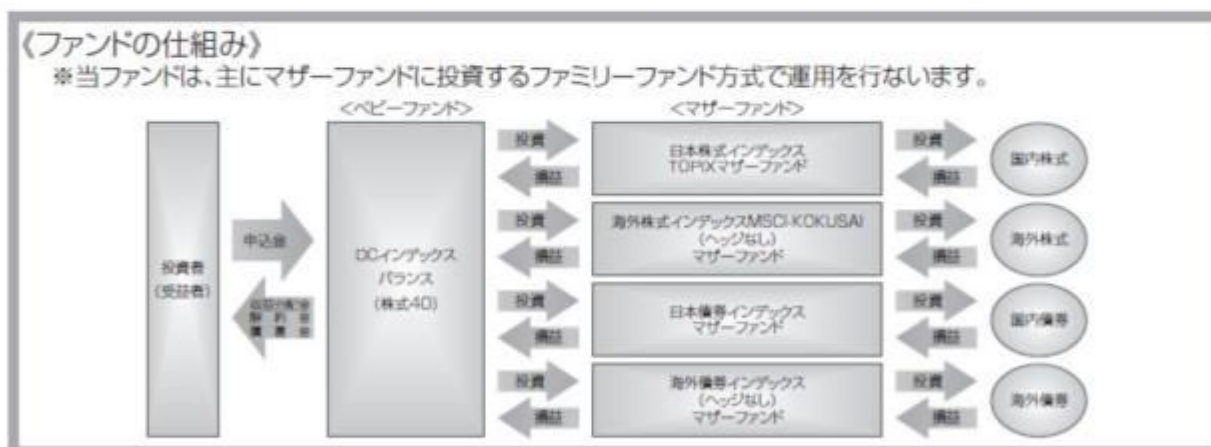 《ファンドの仕組み》
※当ファンドは、主にマザーファンドに投資するファミリーファンド方式で運用を行ないます。
<ベビーファンド>
<マザーファンド>
投資者
(受益者)
申込金
収益分配金
解約金
償還金
DCインデックス
バランス
(株式40)
投資
損益
日本株式インデックス
TOPIXマザーファンド
投資
損益
国内株式
投資
損益
海外株式インデックスMSCI-KOKUSAI
(ヘッジなし)
マザーファンド
投資
損益
海外株式
投資
損益
日本債券インデックス
マザーファンド
投資
損益
国内債券
投資
損益
海外債券インデックス
(ヘッジなし)
マザーファンド
投資
損益
海外債券